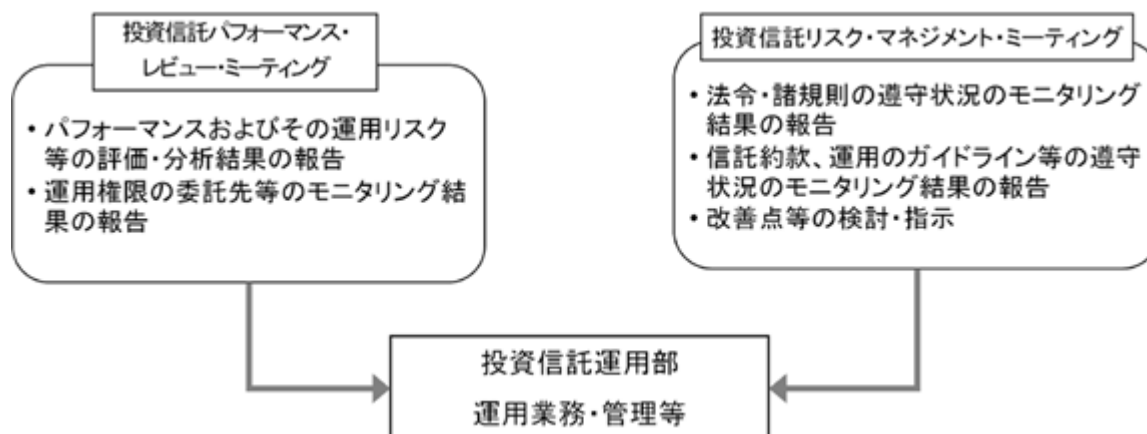 投資信託パフォーマンス・
レビュー・ミーティング
• パフォーマンスおよびその運用リスク
等の評価・分析結果の報告
• 運用権限の委託先等のモニタリング結
果の報告
投資信託リスク・マネジメント・ミーティング
• 法令・諸規則の遵守状況のモニタリング
結果の報告
• 信託約款、運用のガイドライン等の遵守
状況のモニタリング結果の報告
• 改善点等の検討・指示
投資信託運用部
運用業務・管理等